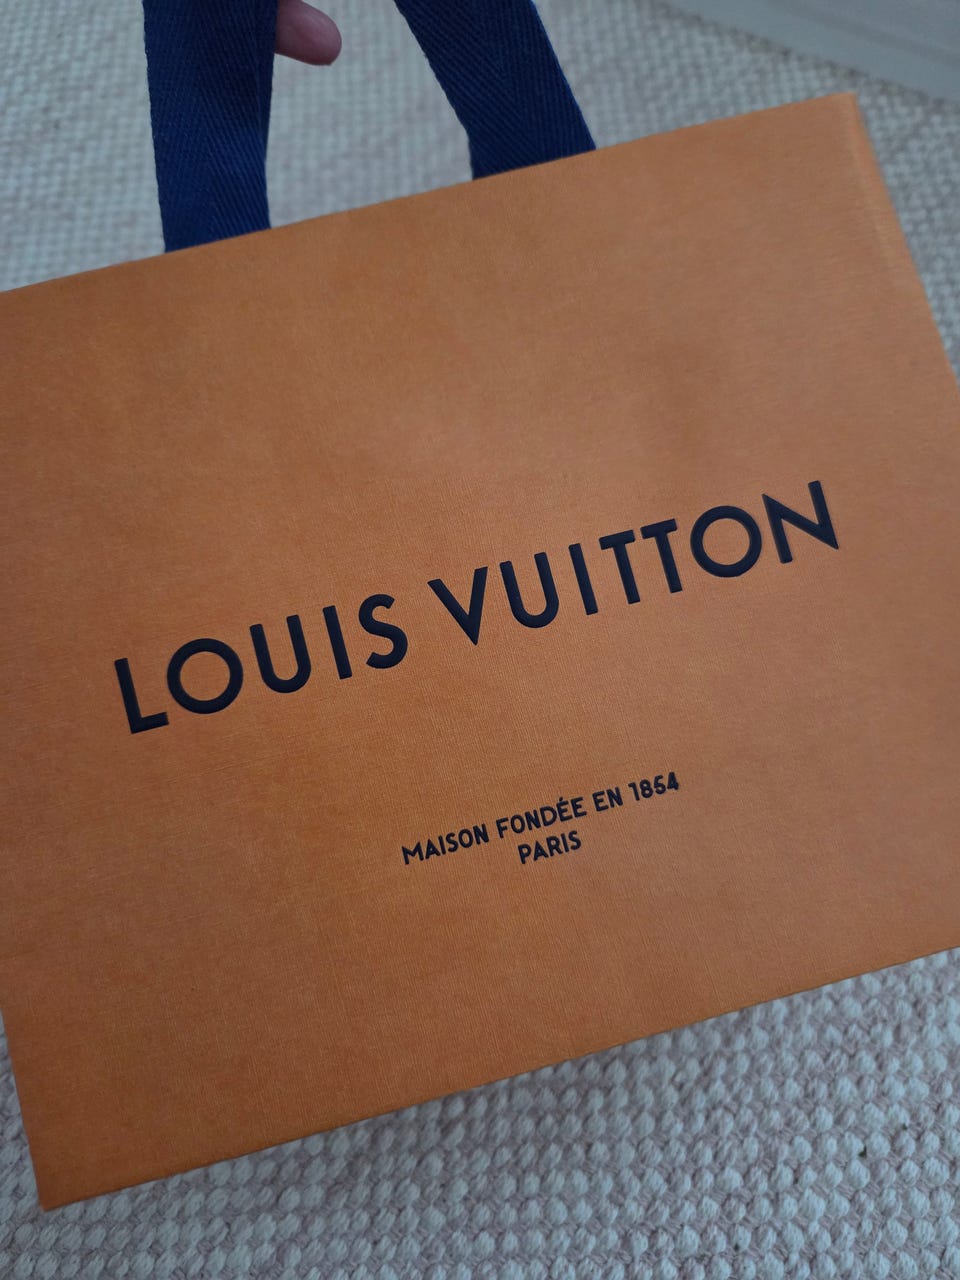 LOUIS VUITTON
MAISON FONDÉE EN 1854
PARIS